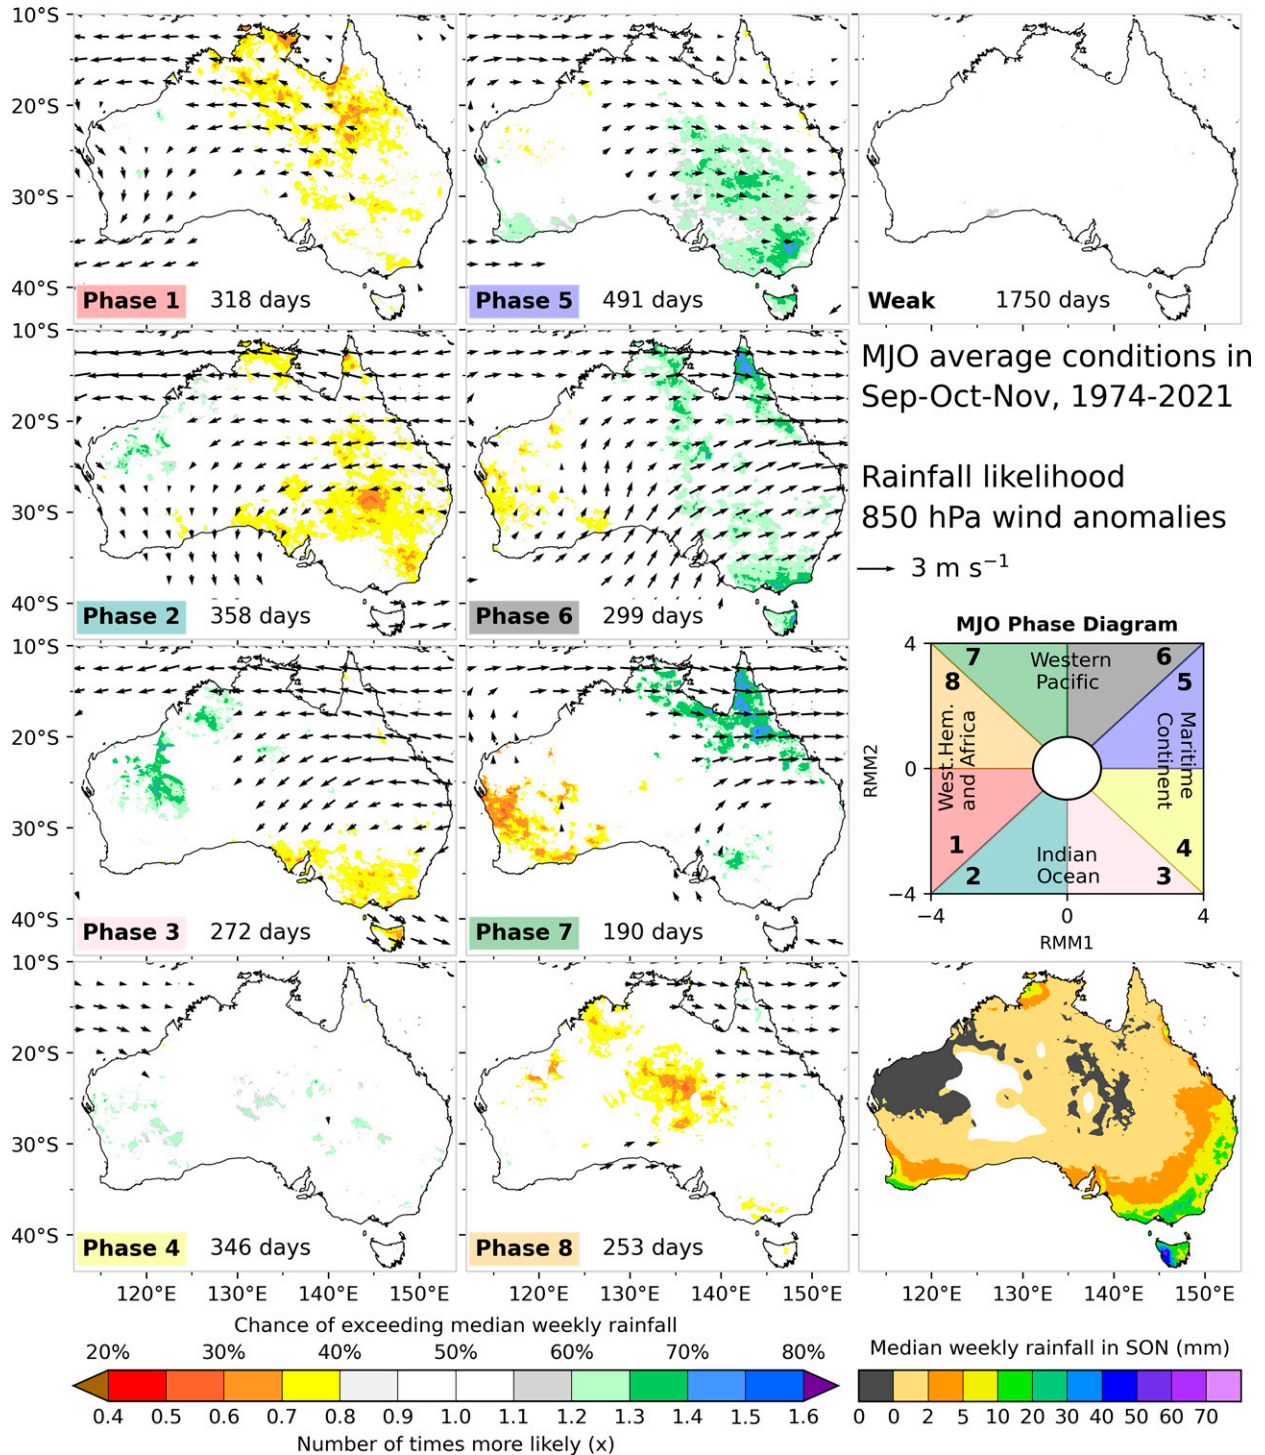 10°S
20°S
30°S
40°S
Phase 1 318 days
Phase 5 491 days
Weak 1750 days
10°S
20°S
30°S
40°S
Phase 2 358 days
Phase 6 299 days
MJO average conditions in
Sep-Oct-Nov, 1974-2021
Rainfall likelihood
850 hPa wind anomalies
3 m s⁻¹
10°S
20°S
30°S
40°S
Phase 3 272 days
Phase 7 190 days
MJO Phase Diagram
4
0
−4
RMM2
7
Western
Pacific
6
8
5
West.Hem.
and Africa
Maritime
Continent
1
4
2
Indian
Ocean
3
−4 0 4
RMM1
10°S
20°S
30°S
40°S
Phase 4 346 days
Phase 8 253 days
120°E 130°E 140°E 150°E
120°E 130°E 140°E 150°E
120°E 130°E 140°E 150°E
Chance of exceeding median weekly rainfall
20% 30% 40% 50% 60% 70% 80%
0.4 0.5 0.6 0.7 0.8 0.9 1.0 1.1 1.2 1.3 1.4 1.5 1.6
Number of times more likely (x)
Median weekly rainfall in SON (mm)
0 0 2 5 10 20 30 40 50 60 70